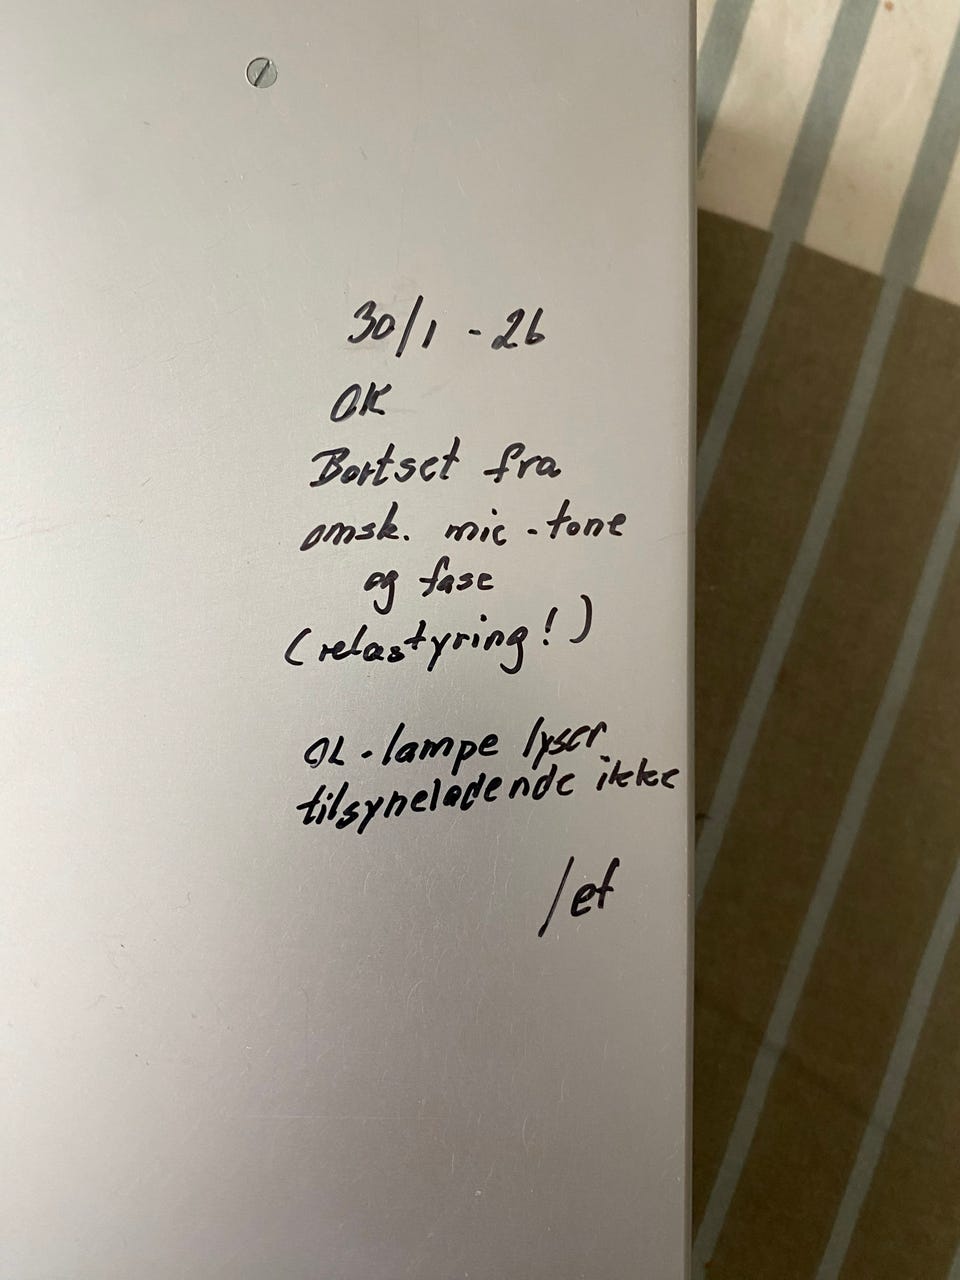 30/1 - 26
OK
Bortset fra
omsk. mic - tone
og fase
(relæstyring!)
OL - lampe lyser
tilsyneladende ikke
/ef